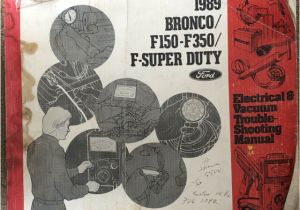 1989
BRONCO/
F150-F350/
F-SUPER DUTY
Ford
Electrical &
Vacuum
Trouble-
Shooting
Manual